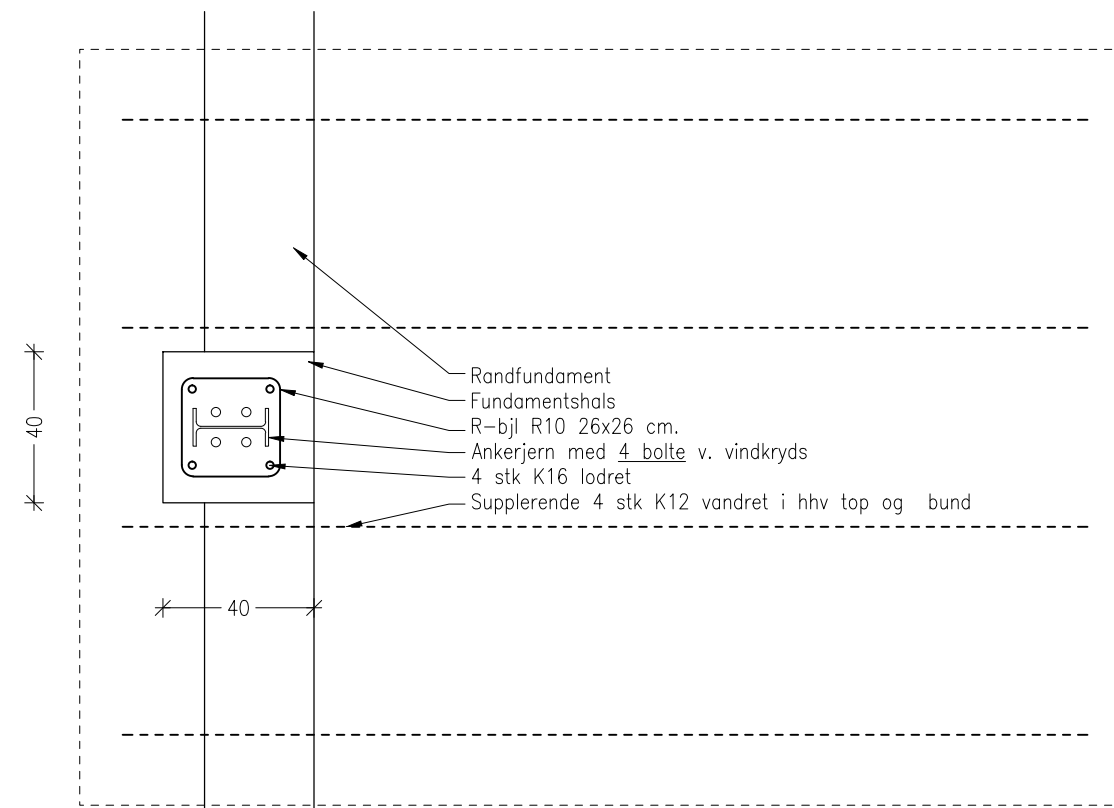 Randfundament
Fundamentshals
R-bjl R10 26x26 cm.
Ankerjern med 4 bolte v. vindkryds
4 stk K16 lodret
Supplerende 4 stk K12 vandret i hhv top og bund
40
40